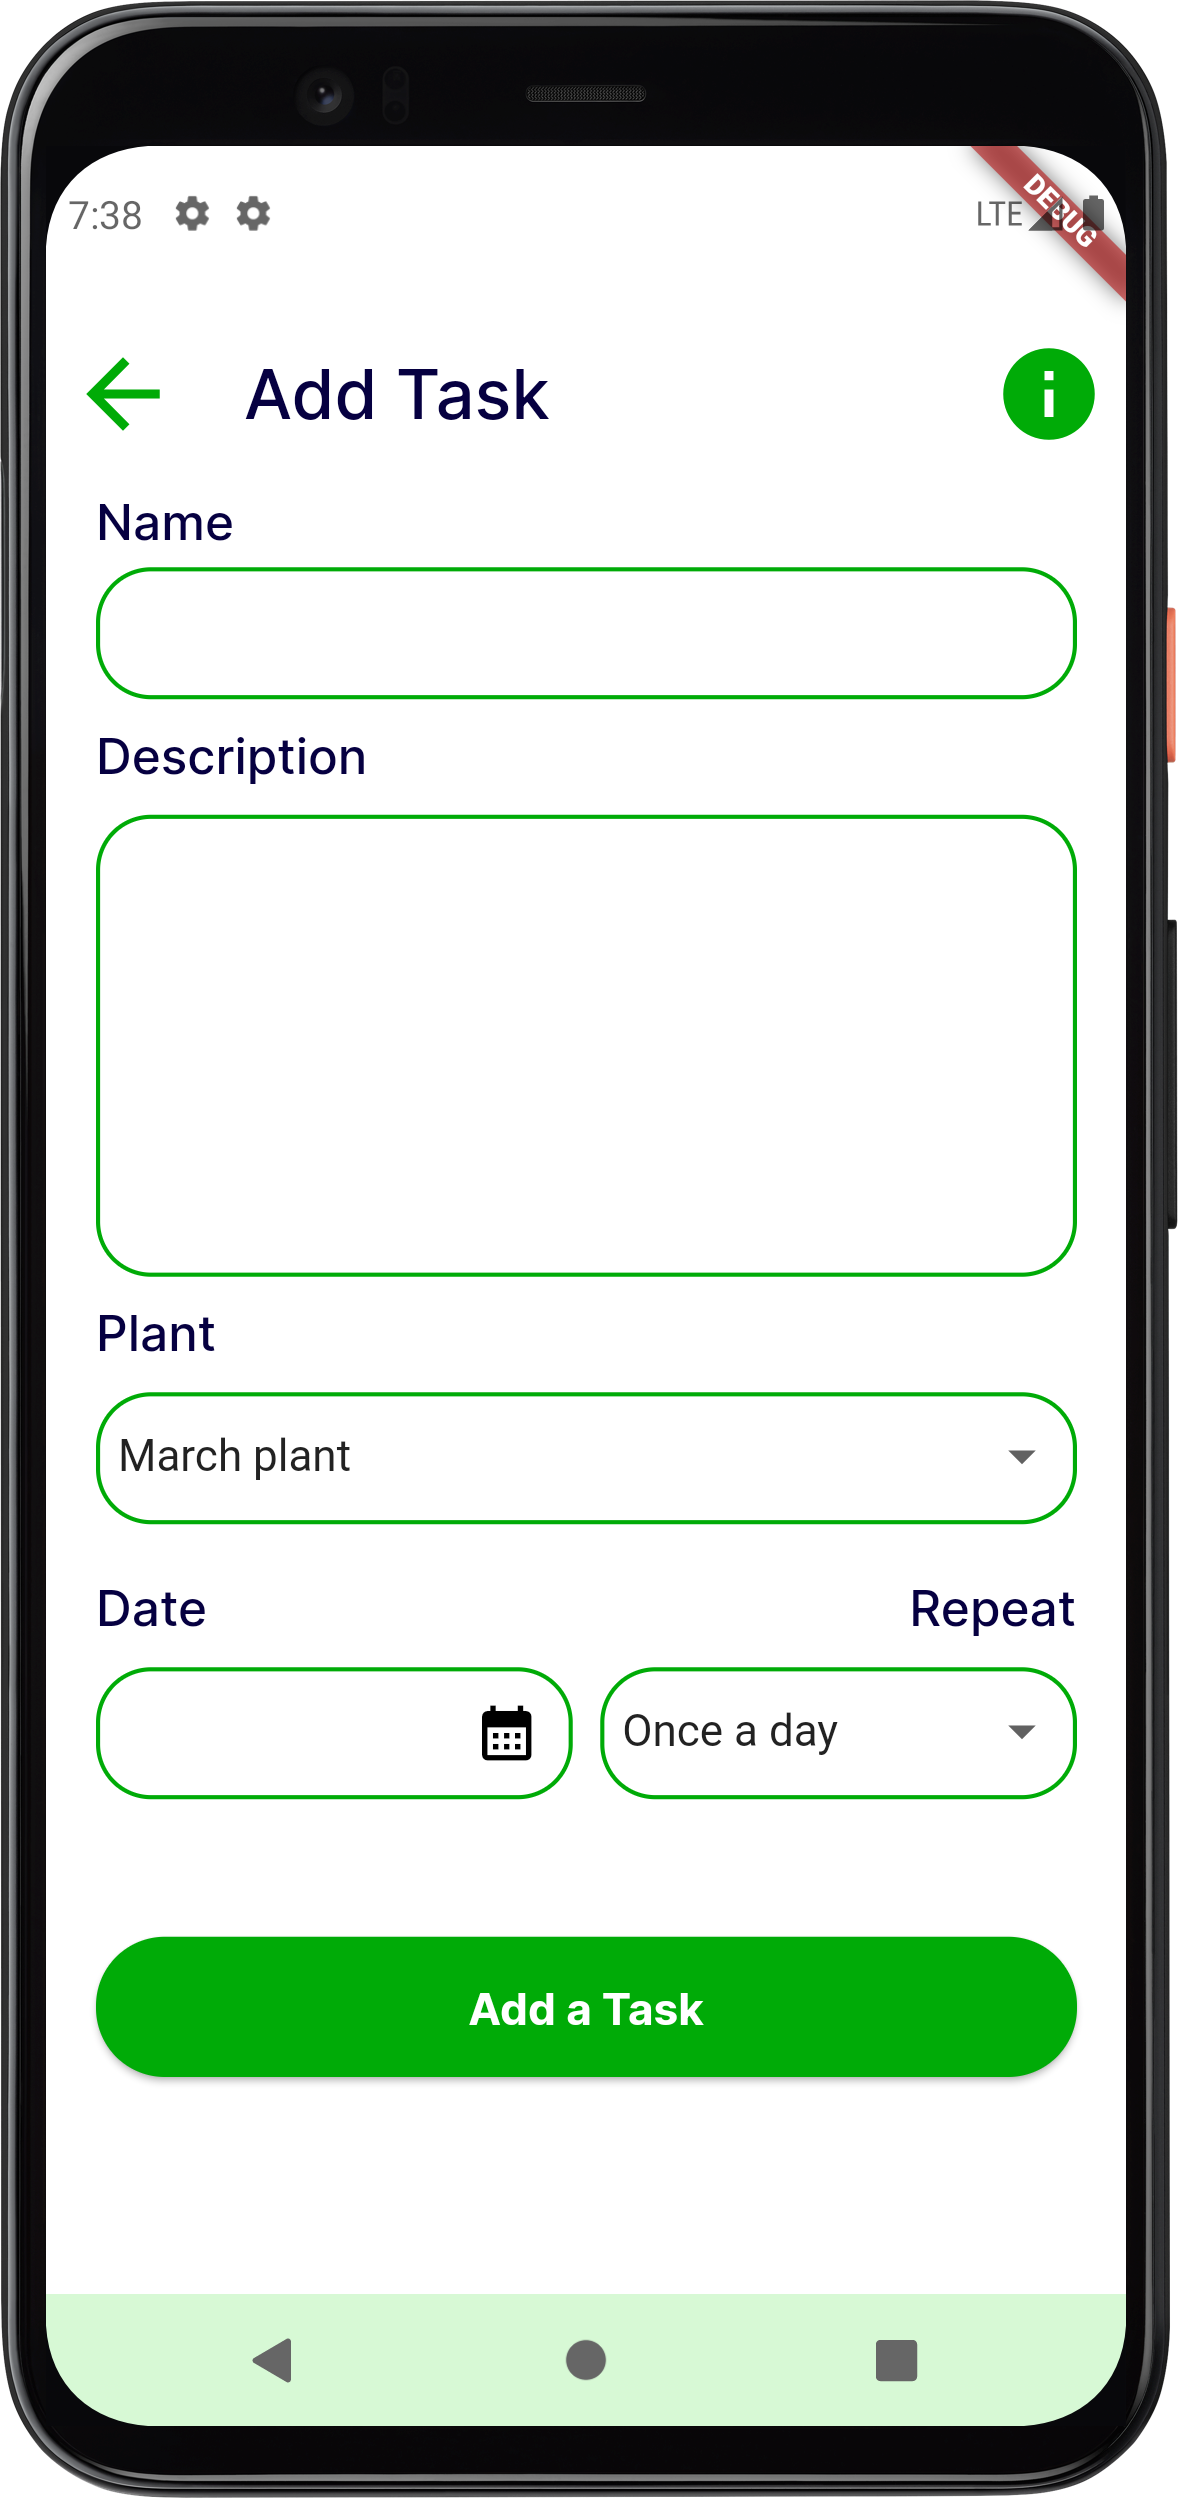 7:38
LTE
DEBUG
Add Task
Name
Description
Plant
March plant
Date
Repeat
Once a day
Add a Task